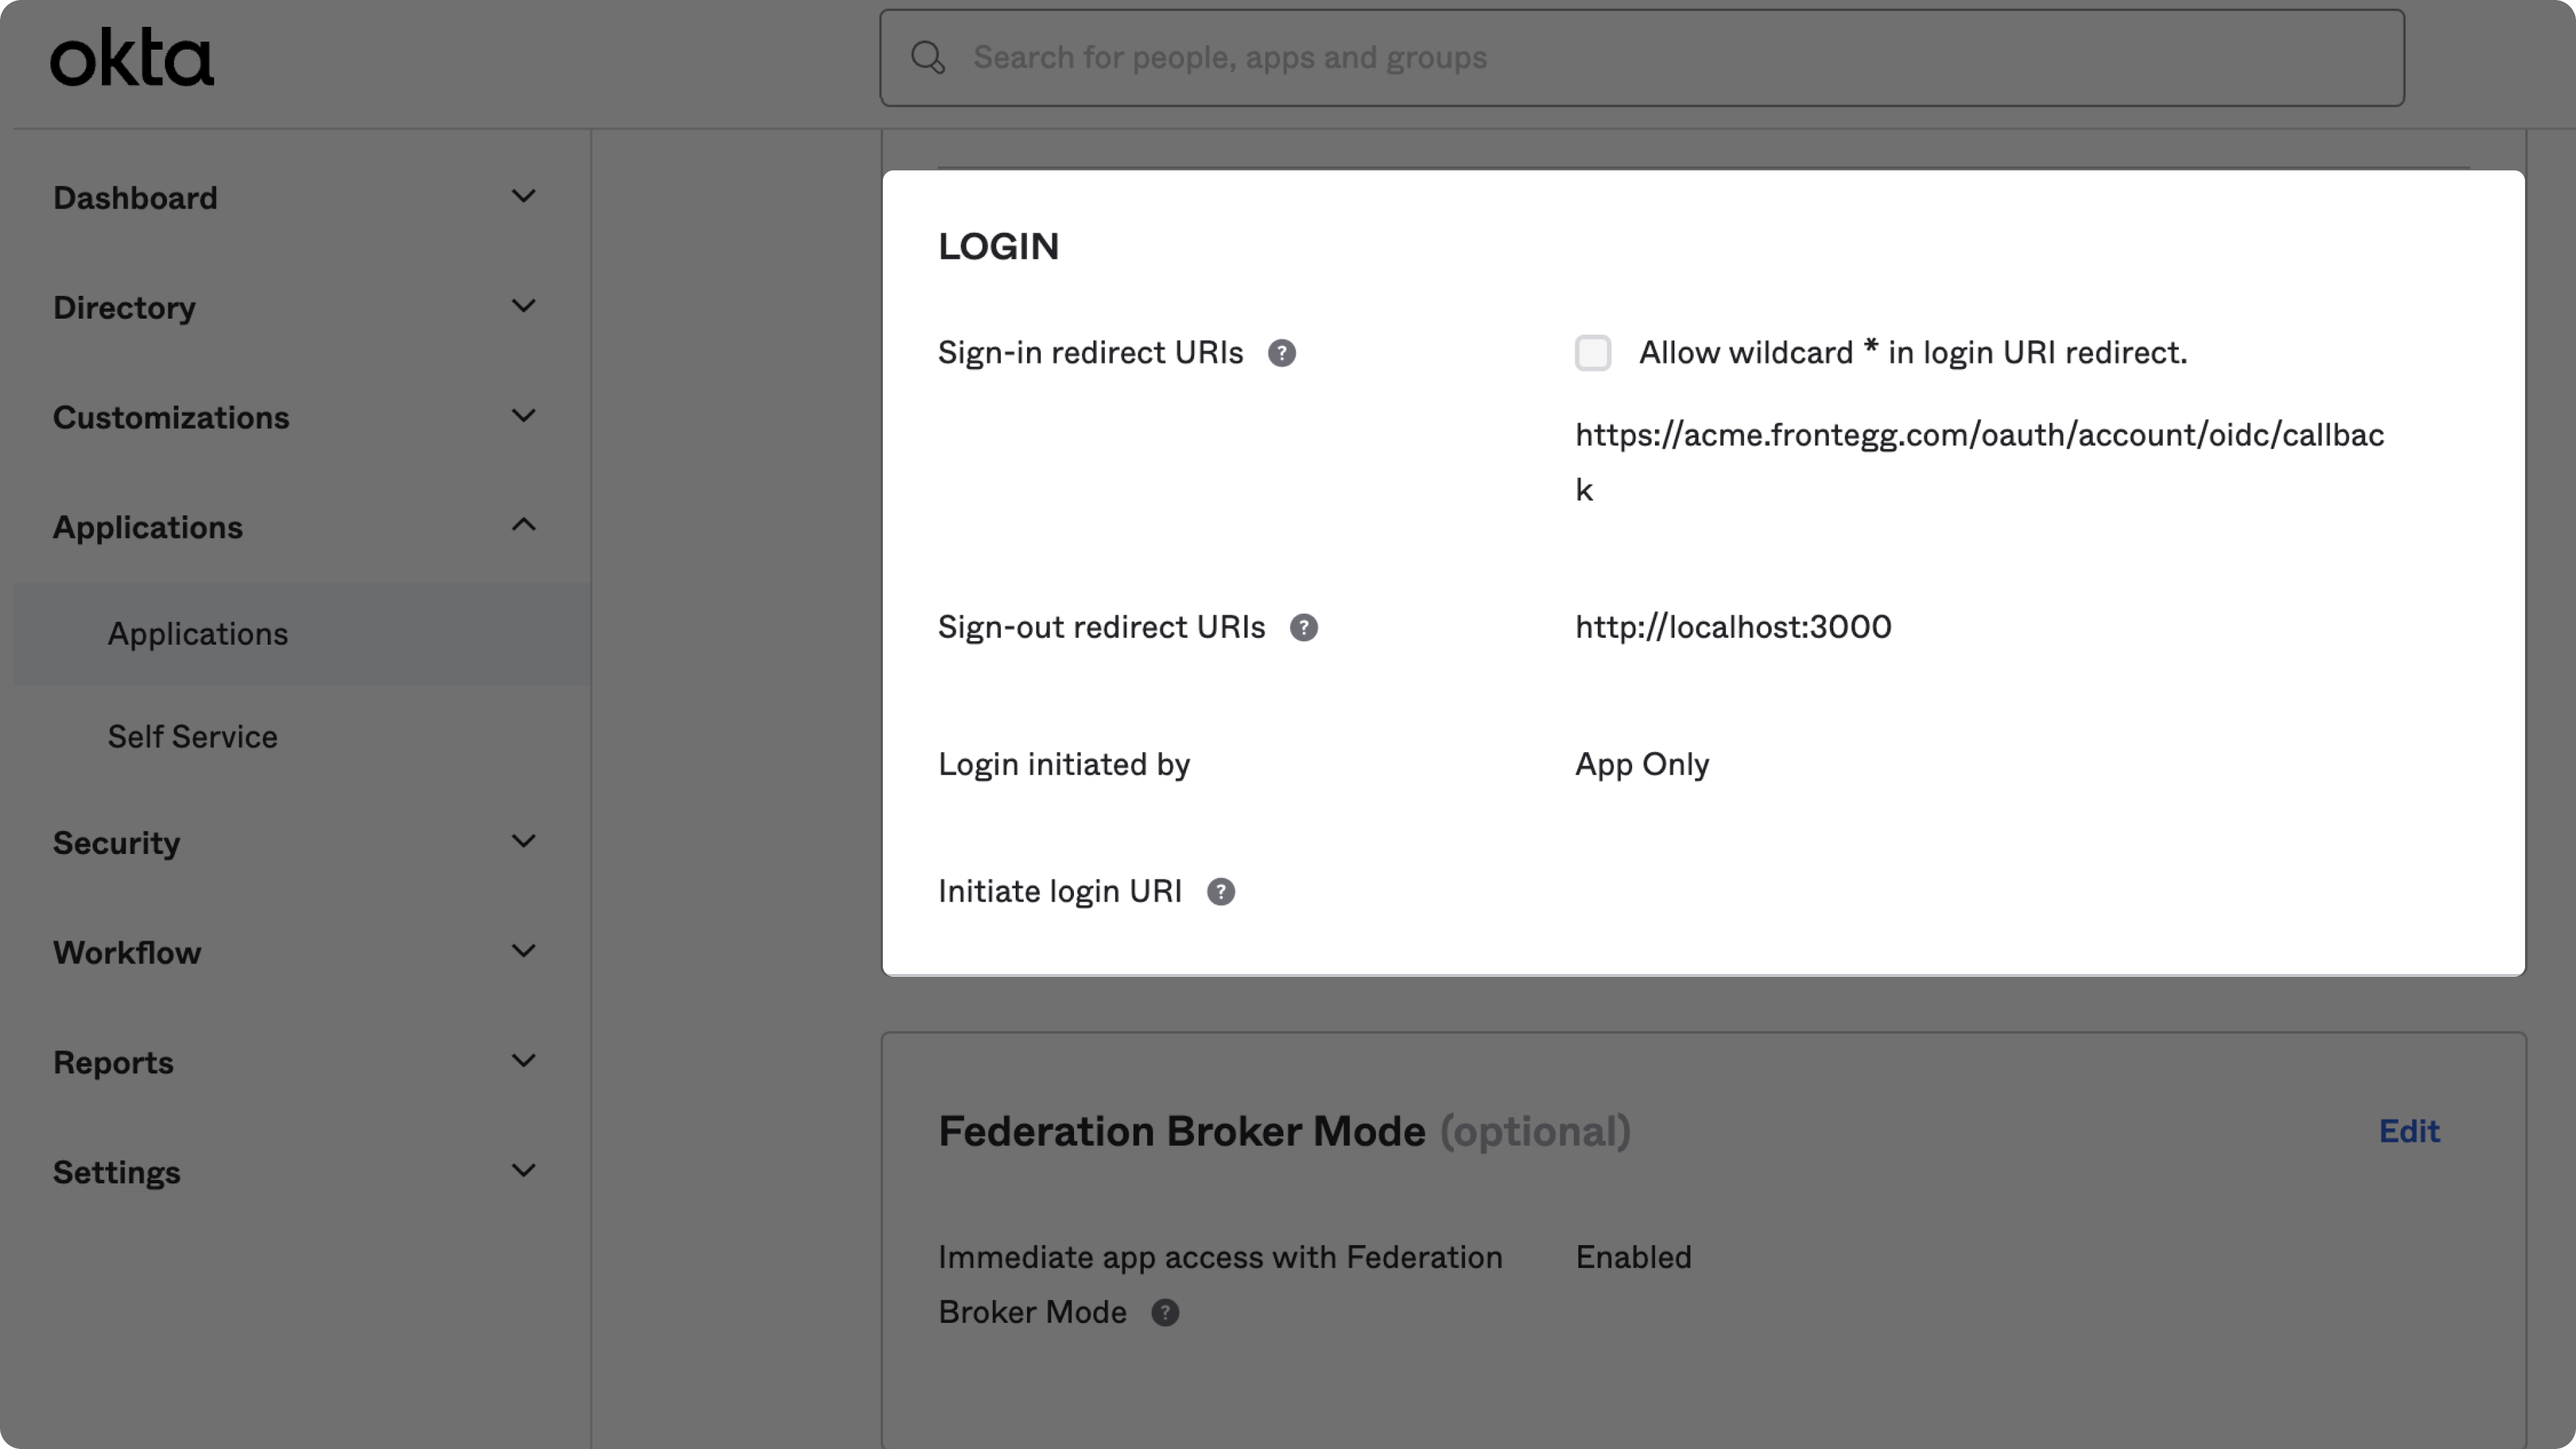 okta
Search for people, apps and groups
Dashboard
Directory
Customizations
Applications
Applications
Self Service
Security
Workflow
Reports
Settings
LOGIN
Sign-in redirect URIs ?
Allow wildcard * in login URI redirect.
https://acme.frontegg.com/oauth/account/oidc/callbac
k
Sign-out redirect URIs ?
http://localhost:3000
Login initiated by
App Only
Initiate login URI ?
Federation Broker Mode (optional)
Edit
Immediate app access with Federation
Broker Mode ?
Enabled